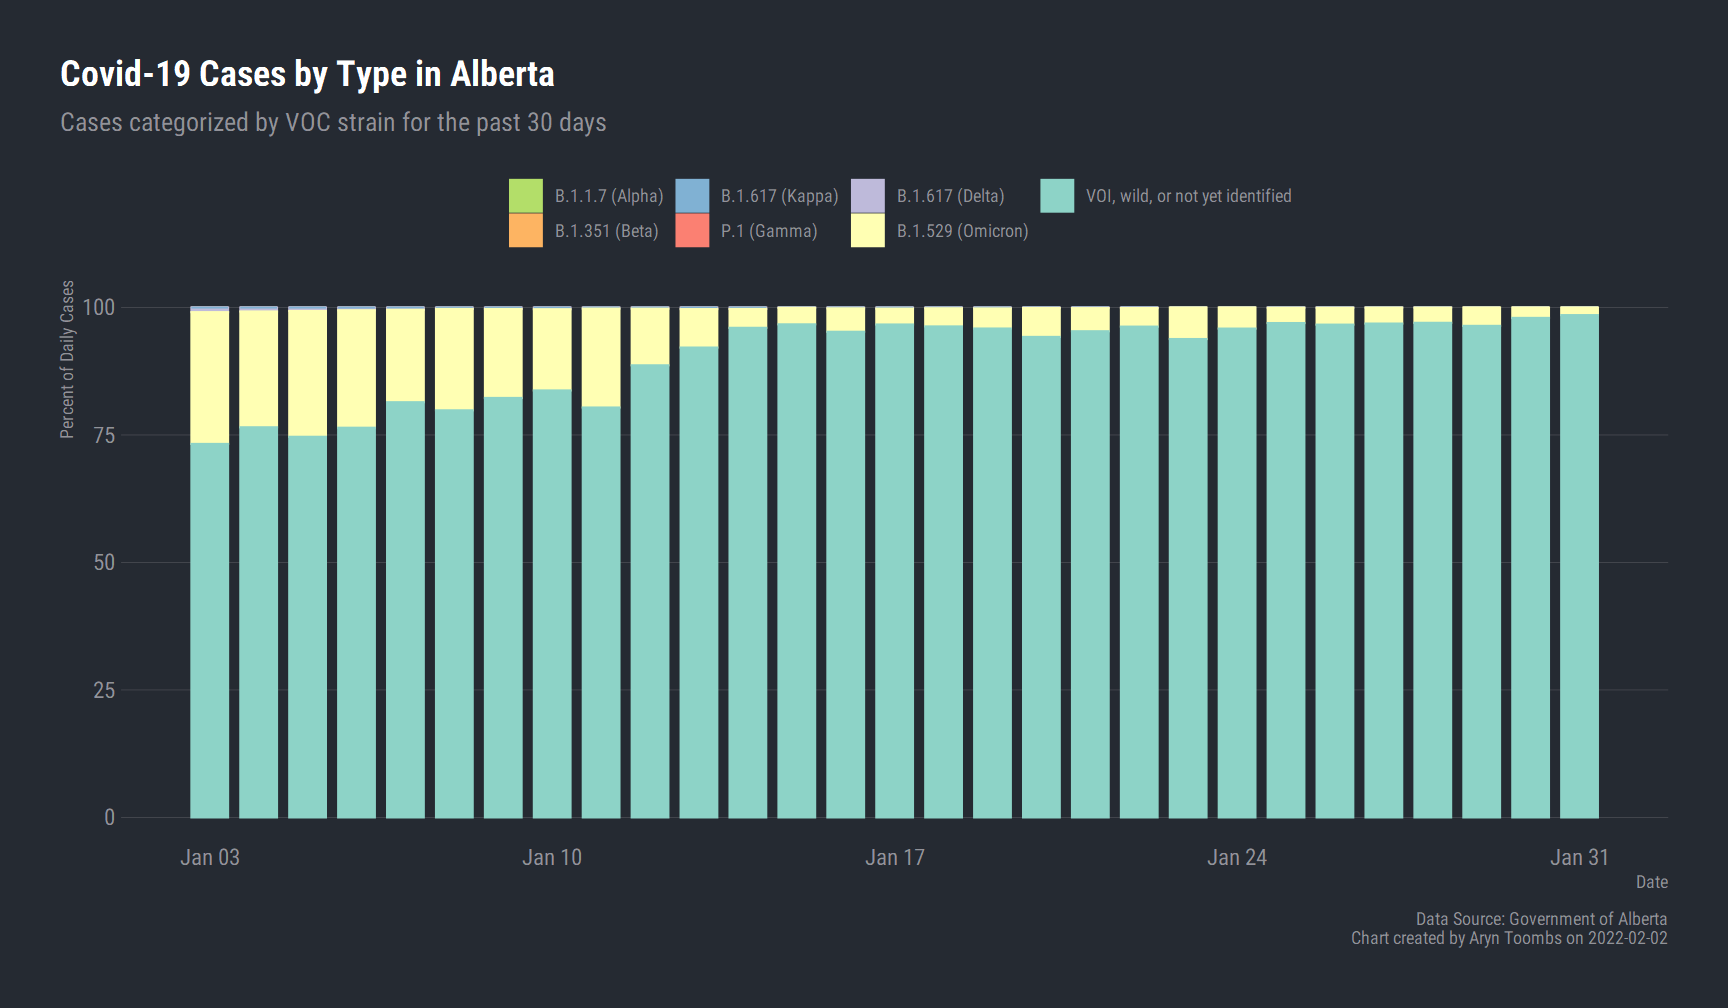 Covid-19 Cases by Type in Alberta
Cases categorized by VOC strain for the past 30 days
B.1.1.7 (Alpha) B.1.617 (Kappa) B.1.617 (Delta) VOI, wild, or not yet identified
B.1.351 (Beta) P.1 (Gamma) B.1.529 (Omicron)
Percent of Daily Cases
100
75
50
25
0
Jan 03 Jan 10 Jan 17 Jan 24 Jan 31
Date
Data Source: Government of Alberta
Chart created by Aryn Toombs on 2022-02-02